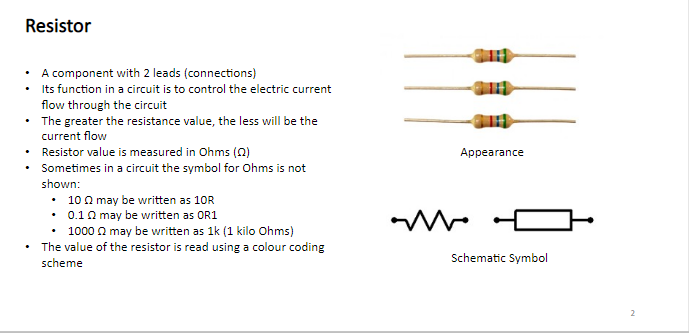 Resistor
• A component with 2 leads (connections)
• Its function in a circuit is to control the electric current
flow through the circuit
• The greater the resistance value, the less will be the
current flow
• Resistor value is measured in Ohms (Ω)
• Sometimes in a circuit the symbol for Ohms is not
shown:
• 10 Ω may be written as 10R
• 0.1 Ω may be written as 0R1
• 1000 Ω may be written as 1k (1 kilo Ohms)
• The value of the resistor is read using a colour coding
scheme
Appearance
Schematic Symbol
2